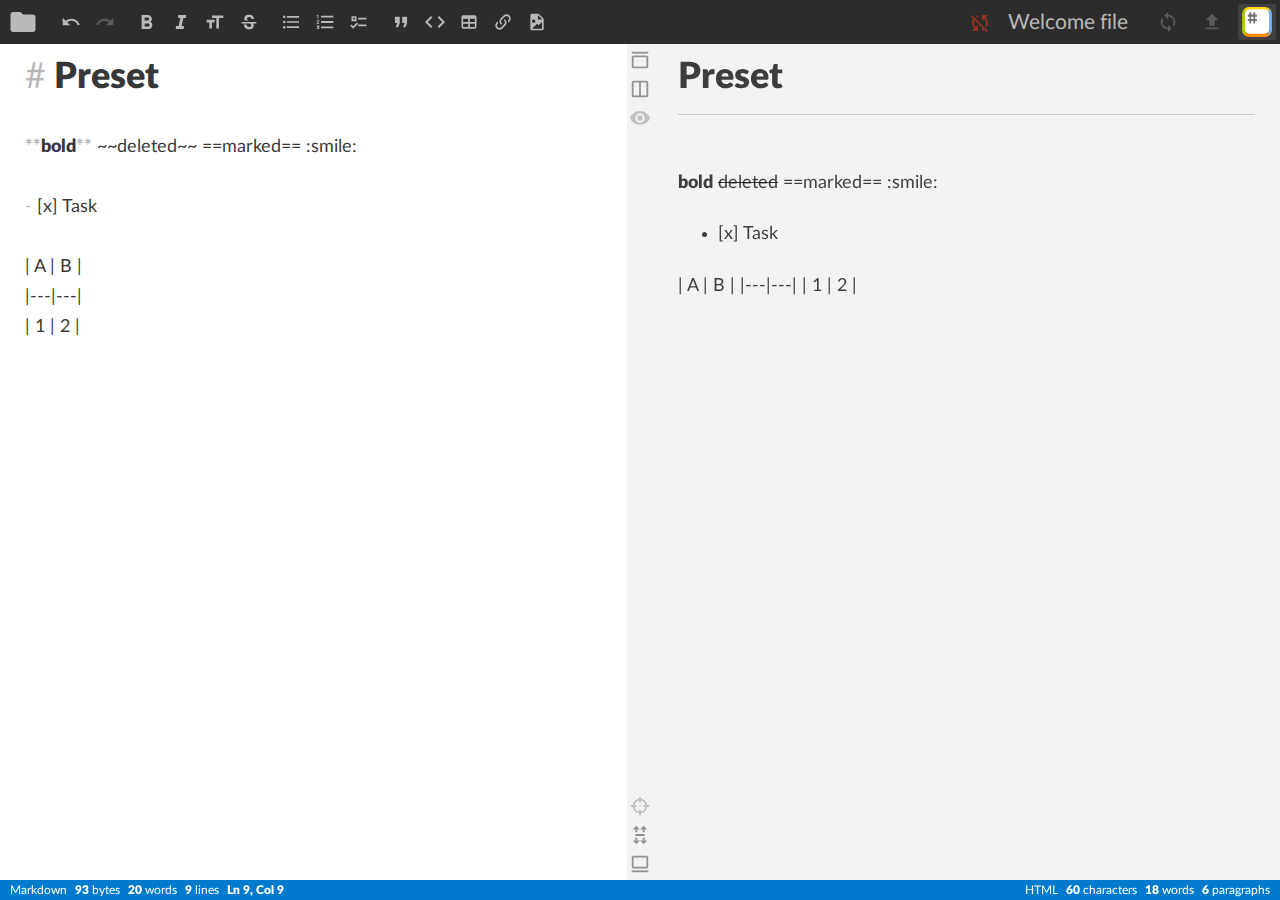 Welcome file
# Preset
**bold** ~~deleted~~ ==marked== :smile:
- [x] Task
| A | B |
|---|---|
| 1 | 2 |
Preset
bold deleted ==marked== :smile:
• [x] Task
| A | B | |---|---| | 1 | 2 |
Markdown 93 bytes 20 words 9 lines Ln 9, Col 9
HTML 60 characters 18 words 6 paragraphs